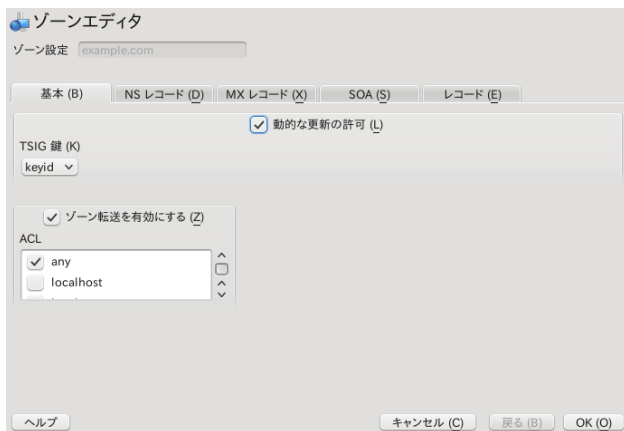 ゾーンエディタ
ゾーン設定 example.com
基本 (B) NS レコード (D) MX レコード (X) SOA (S) レコード (E)
動的な更新の許可 (L)
TSIG 鍵 (K)
keyid
ゾーン転送を有効にする (Z)
ACL
any
localhost
ヘルプ キャンセル (C) 戻る (B) OK (O)